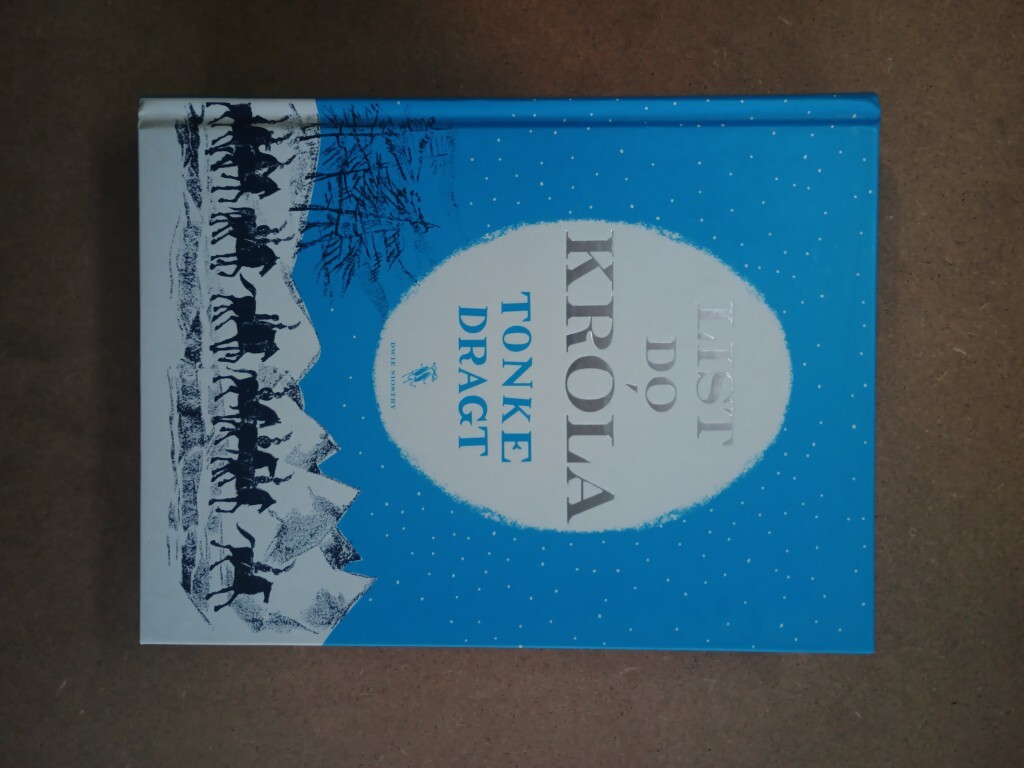 LIST
DO
KRÓLA
TONKE
DRAGT
DWIE SIOSTRY